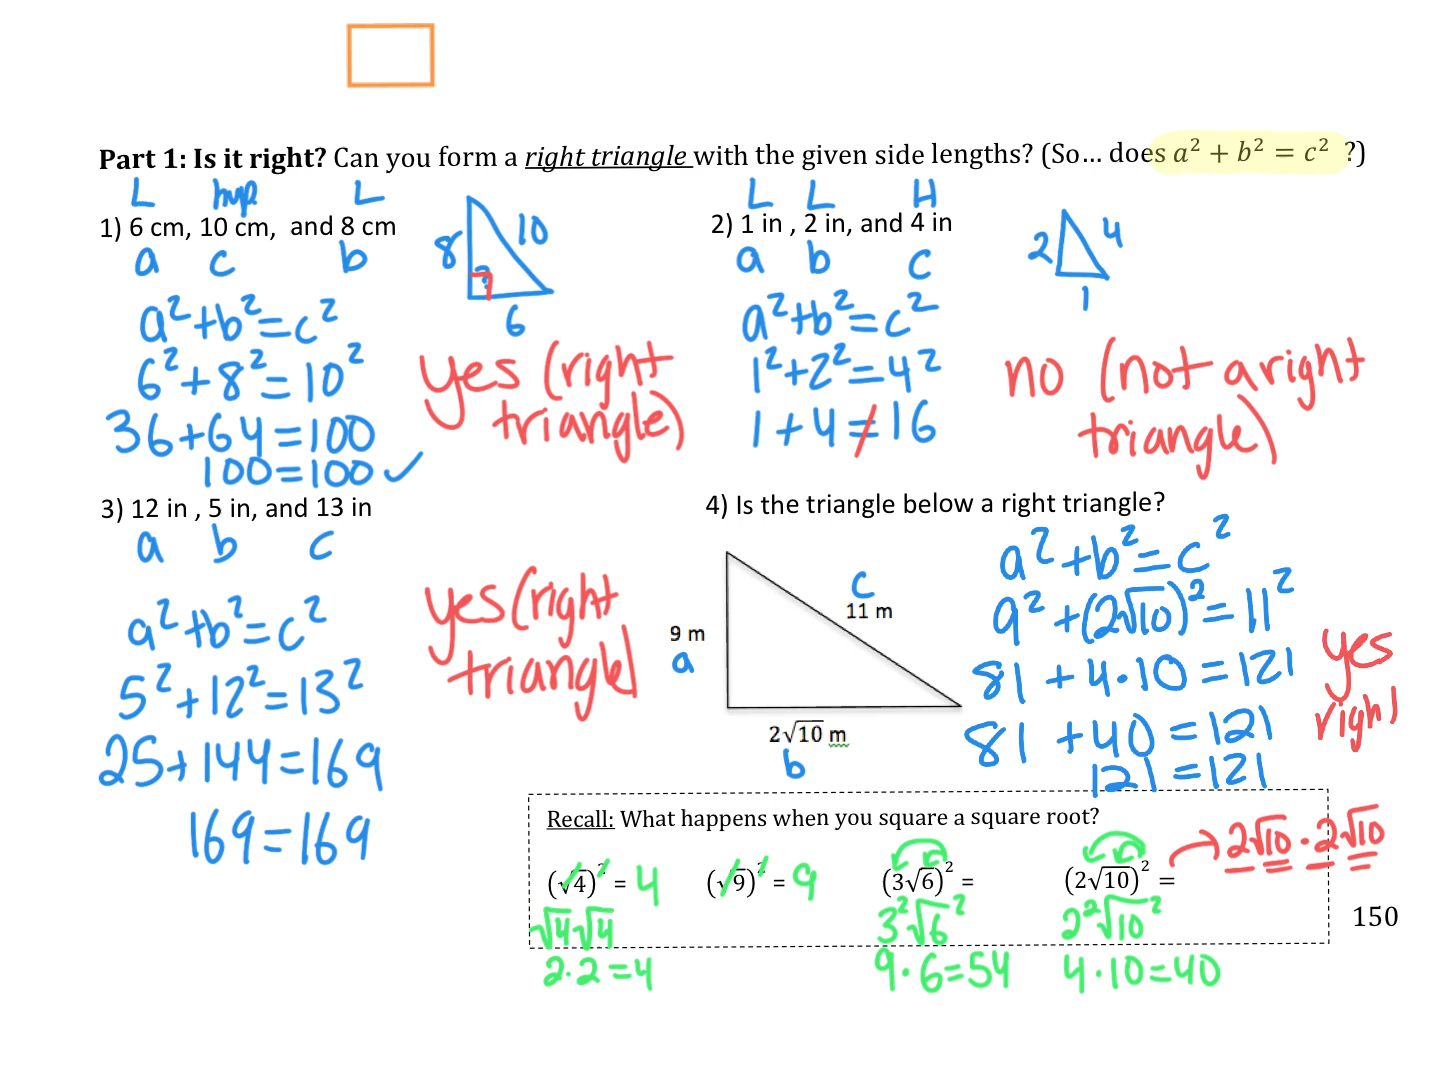 Part 1: Is it right? Can you form a right triangle with the given side lengths? (So... does a² + b² = c² ?)
L hyp L
1) 6 cm, 10 cm, and 8 cm
a c b
8 10
?
6
a²+b²=c²
6²+8²=10²
36+64=100
100=100 ✓
yes (right
triangle)
L L H
2) 1 in , 2 in, and 4 in
a b c
2 4
1
a²+b²=c²
1²+2²=4²
1+4≠16
no (not a right
triangle)
3) 12 in , 5 in, and 13 in
a b c
a²+b²=c²
5²+12²=13²
25+144=169
169=169
yes (right
triangle)
4) Is the triangle below a right triangle?
c
11 m
9 m
a
2√10 m
b
a²+b²=c²
9²+(2√10)²=11²
81+4·10=121
81+40=121
121=121
yes
right
Recall: What happens when you square a square root?
(√4)² = 4 (√9)² = 9 (3√6)² = (2√10)² = → 2√10 · 2√10
√4√4 3²√6² 2²√10²
2·2=4 9·6=54 4·10=40
150